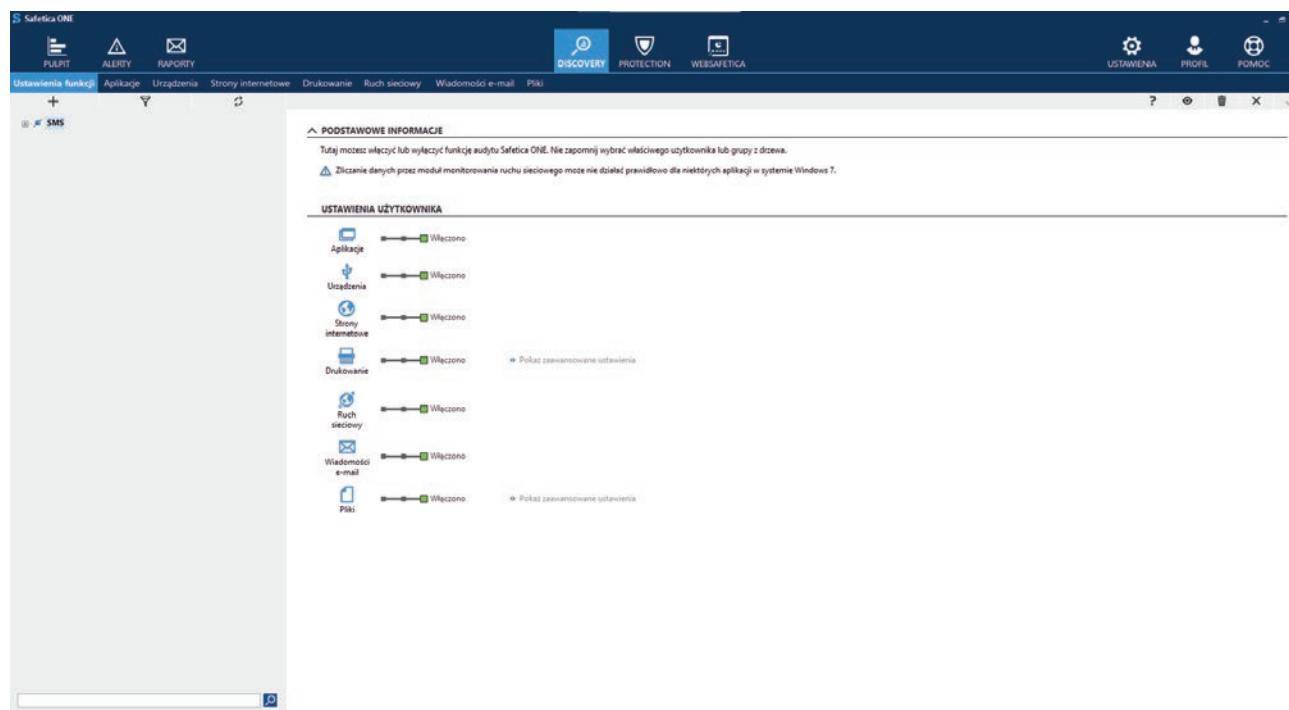 Safetica ONE
PULPIT ALERTY RAPORTY DISCOVERY PROTECTION WEBSAFETICA USTAWIENIA PROFIL POMOC
Ustawienia funkcji Aplikacje Urządzenia Strony internetowe Drukowanie Ruch sieciowy Wiadomości e-mail Pliki
SMS
PODSTAWOWE INFORMACJE
Tutaj możesz włączyć lub wyłączyć funkcję audytu Safetica ONE. Nie zapomnij wybrać właściwego użytkownika lub grupy z drzewa.
Zliczanie danych przez moduł monitorowania ruchu sieciowego może nie działać prawidłowo dla niektórych aplikacji w systemie Windows 7.
USTAWIENIA UŻYTKOWNIKA
Aplikacje
Włączono
Urządzenia
Włączono
Strony
internetowe
Włączono
Drukowanie
Włączono Pokaż zaawansowane ustawienia
Ruch
sieciowy
Włączono
Wiadomości
e-mail
Włączono
Pliki
Włączono Pokaż zaawansowane ustawienia